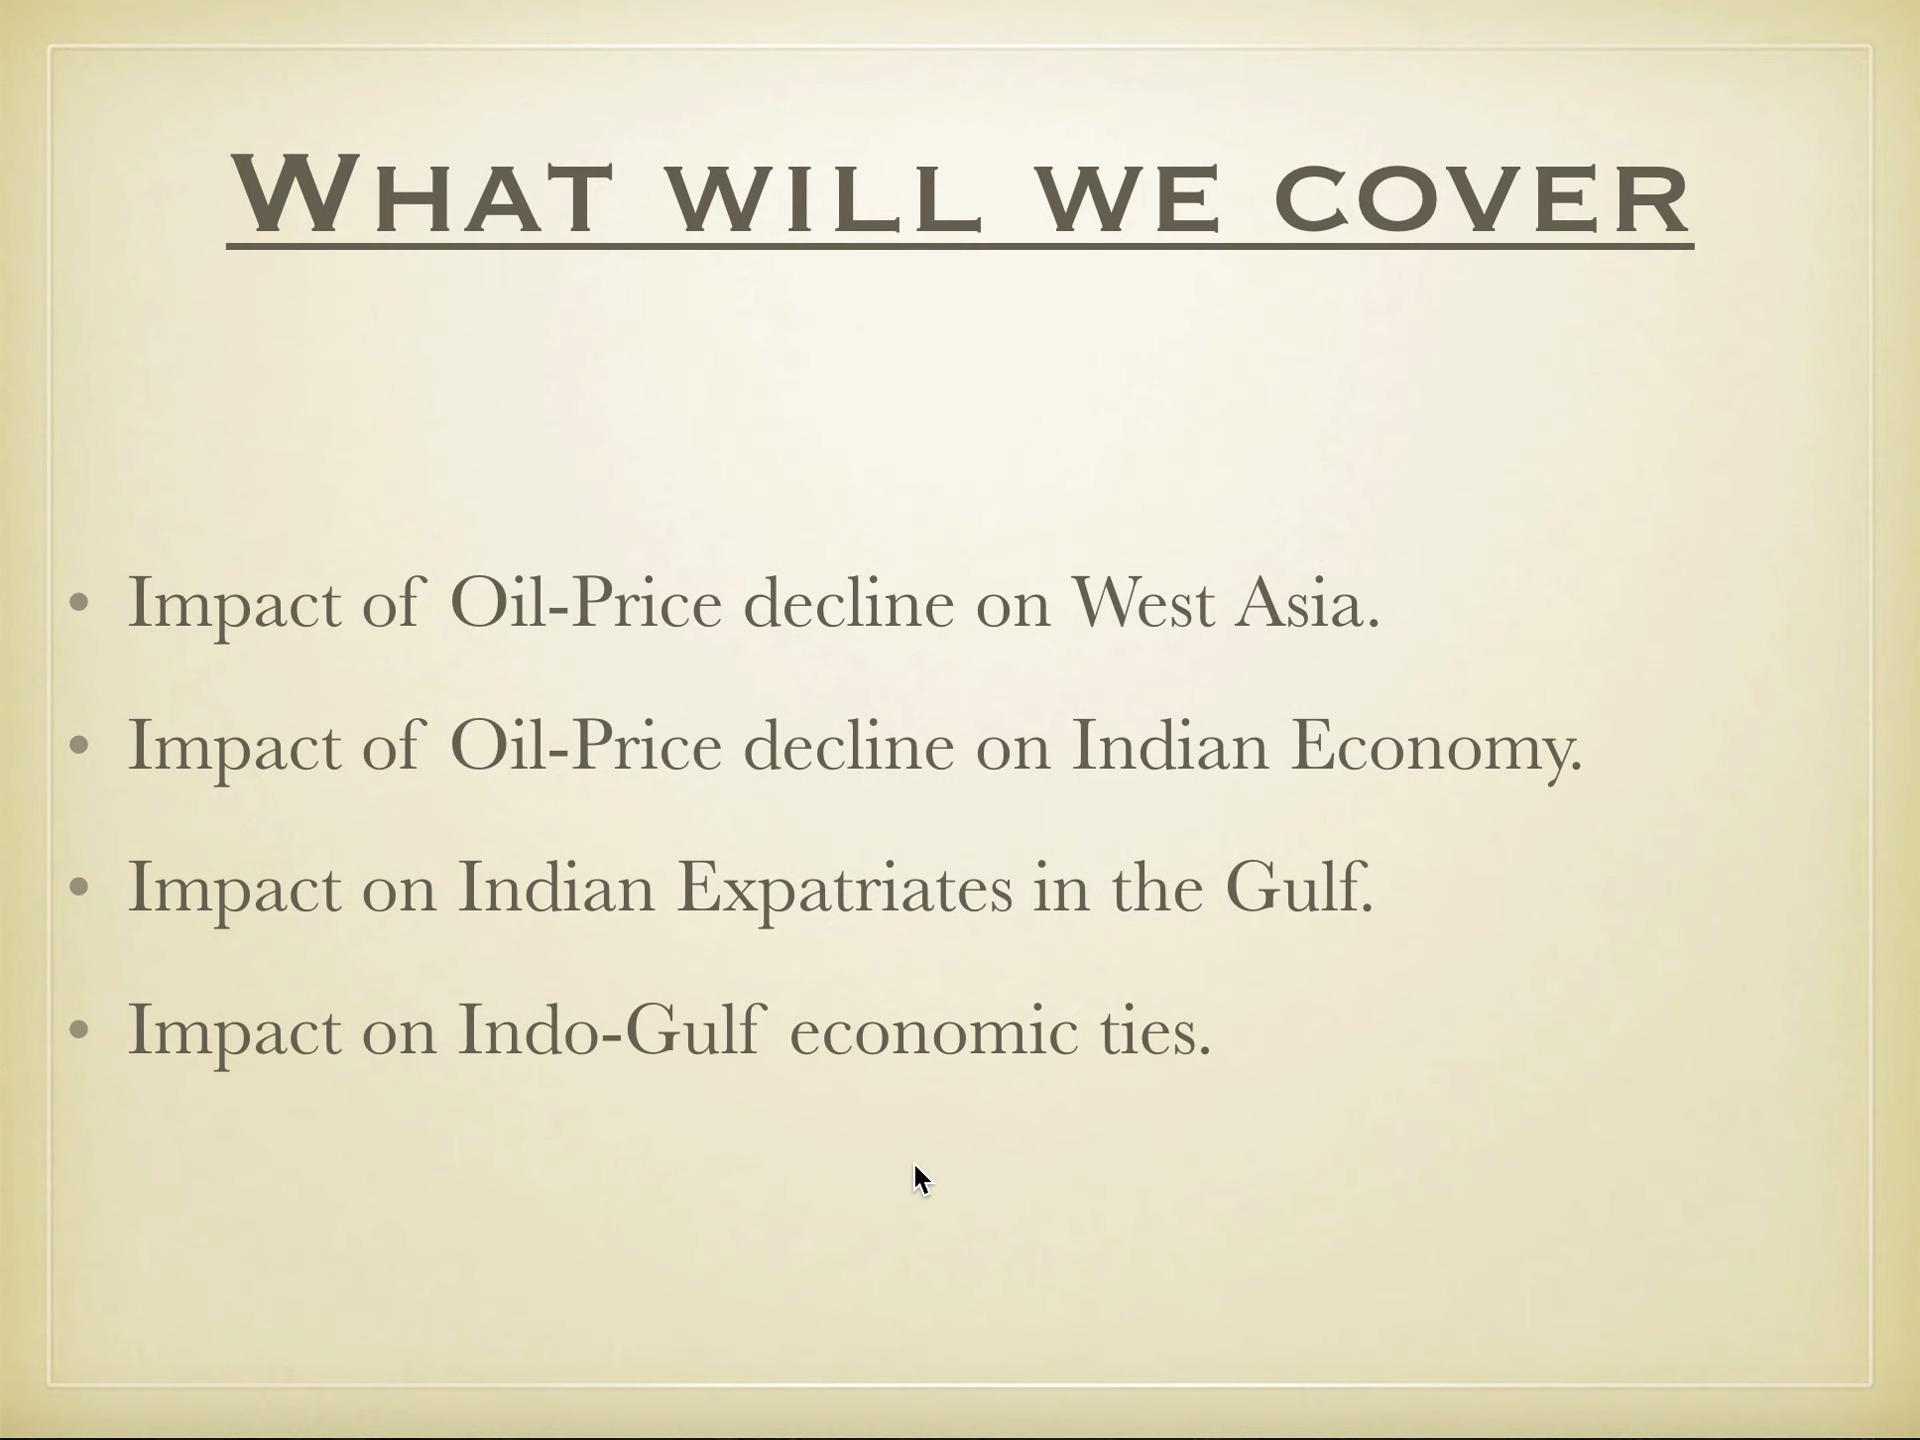 What will we cover
• Impact of Oil-Price decline on West Asia.
• Impact of Oil-Price decline on Indian Economy.
• Impact on Indian Expatriates in the Gulf.
• Impact on Indo-Gulf economic ties.